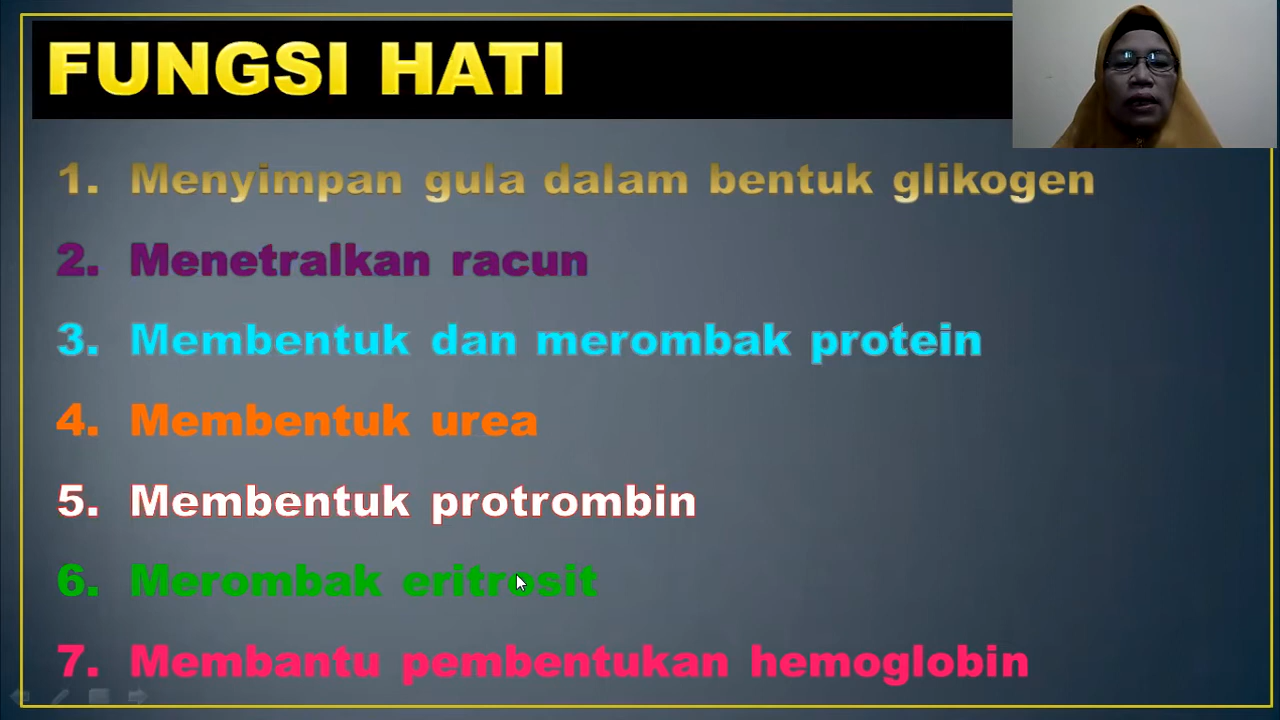 FUNGSI HATI
1. Menyimpan gula dalam bentuk glikogen
2. Menetralkan racun
3. Membentuk dan merombak protein
4. Membentuk urea
5. Membentuk protrombin
6. Merombak eritrosit
7. Membantu pembentukan hemoglobin